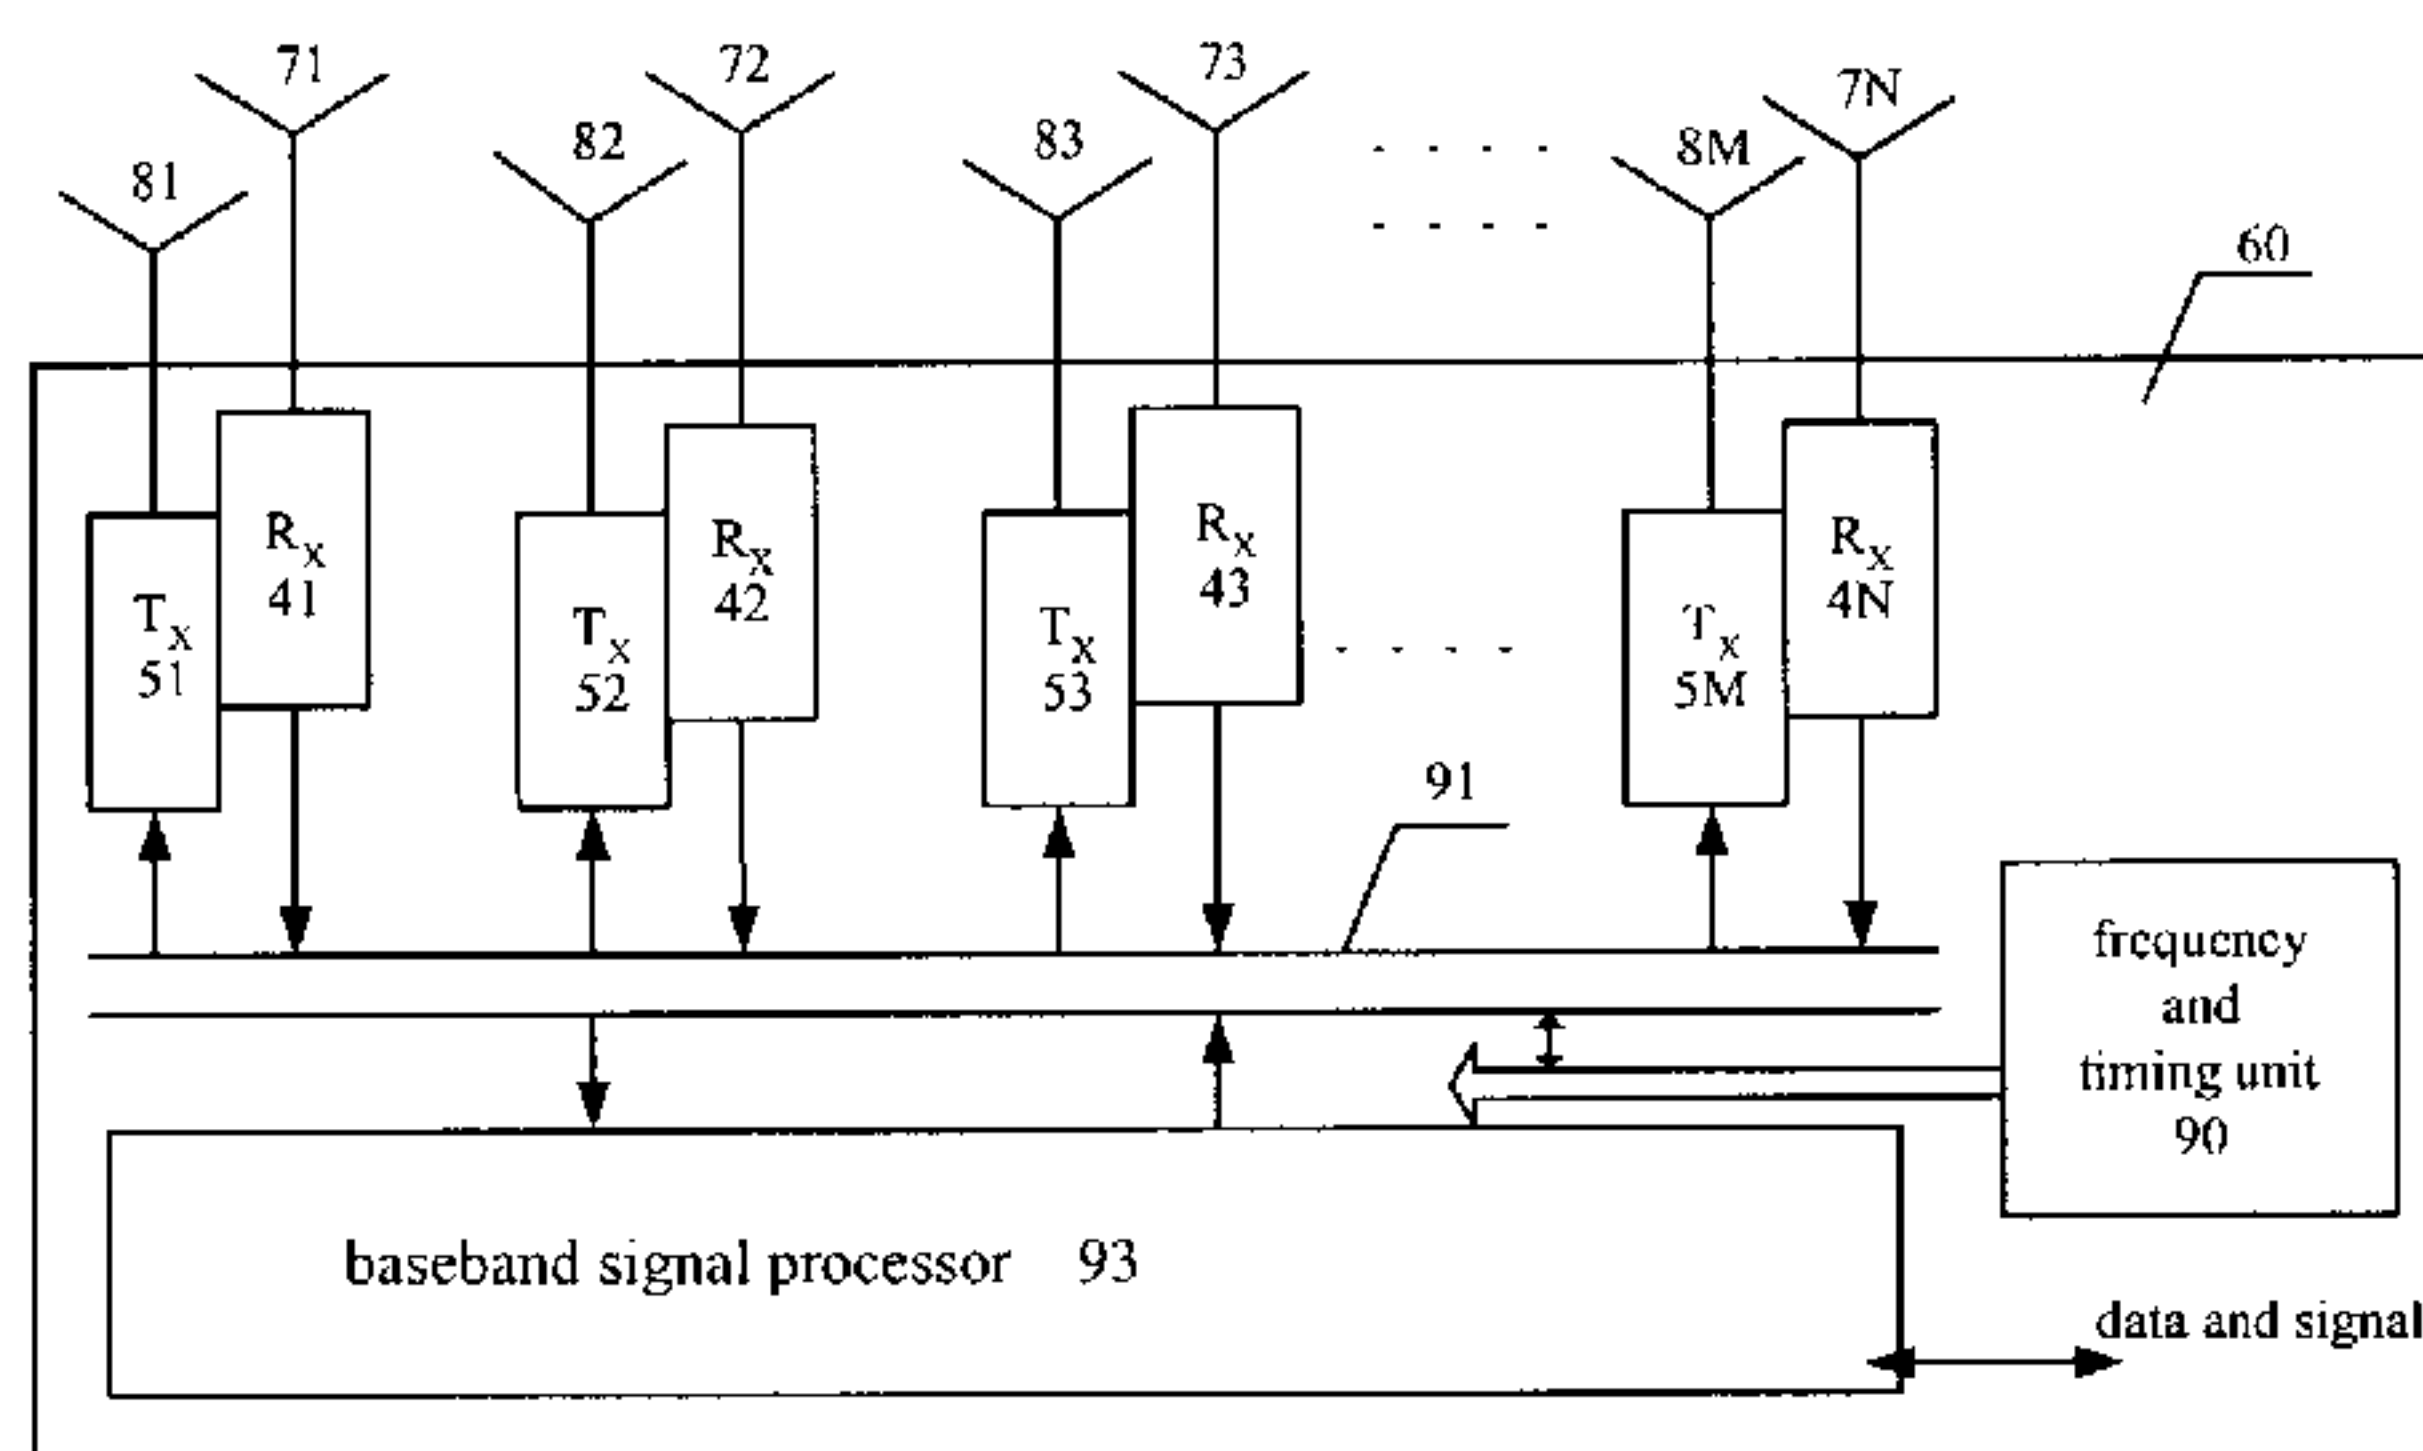 71
72
73
7N
81
82
83
8M
60
Rx
41
Rx
42
Rx
43
Rx
4N
Tx
51
Tx
52
Tx
53
Tx
5M
91
frequency
and
timing unit
90
baseband signal processor 93
data and signal